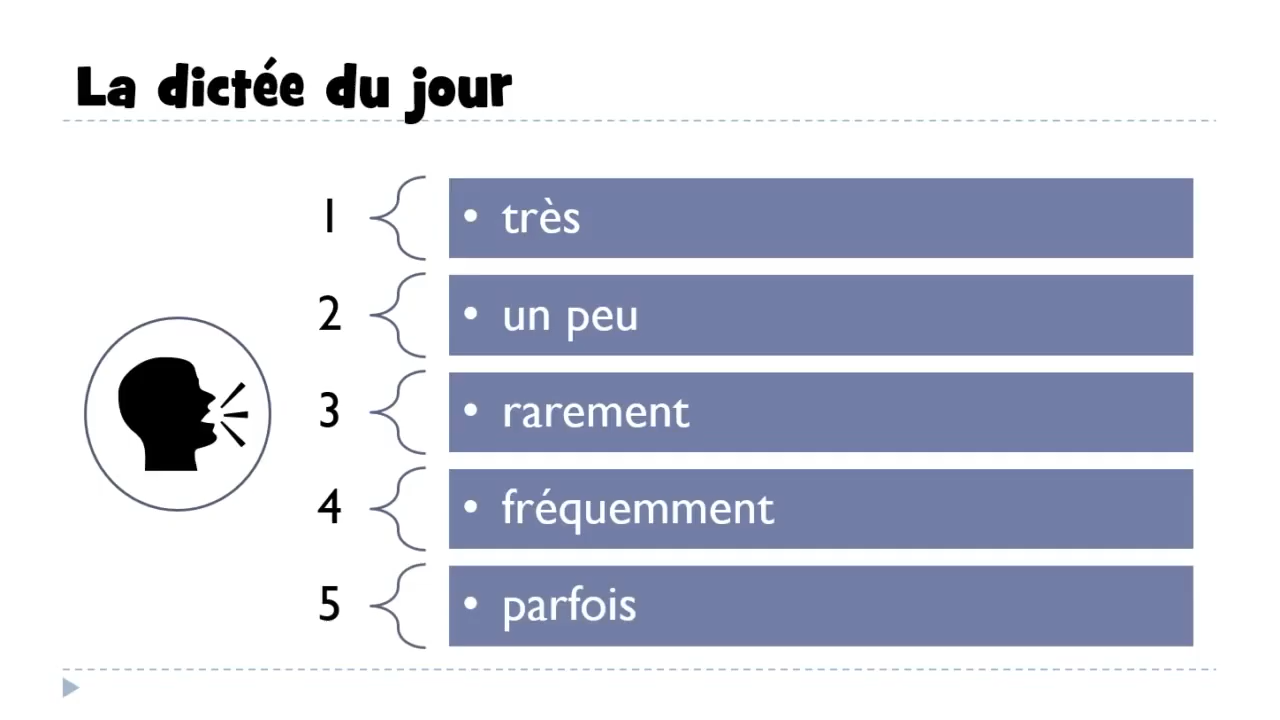 La dictée du jour
1 • très
2 • un peu
3 • rarement
4 • fréquemment
5 • parfois